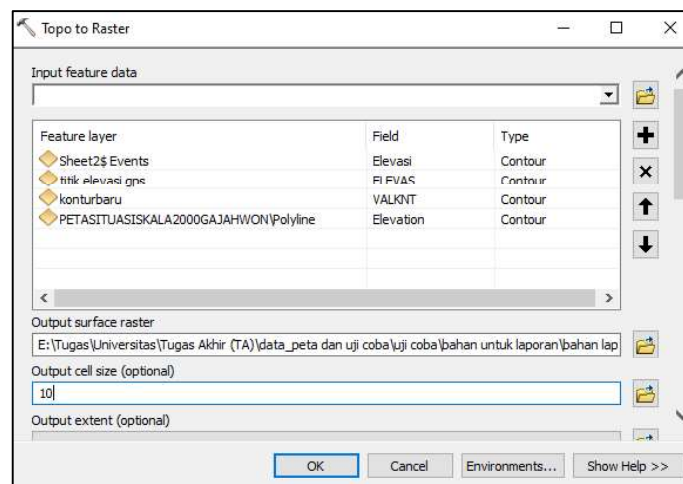 Topo to Raster
Input feature data
Feature layer Field Type
Sheet2$ Events Elevasi Contour
titik elevasi gps ELEVAS Contour
konturbaru VALKNT Contour
PETASITUASISKALA2000GAJAHWON\Polyline Elevation Contour
Output surface raster
E:\Tugas\Universitas\Tugas Akhir (TA)\data_peta dan uji coba\uji coba\bahan untuk laporan\bahan lap
Output cell size (optional)
10
Output extent (optional)
OK Cancel Environments... Show Help >>